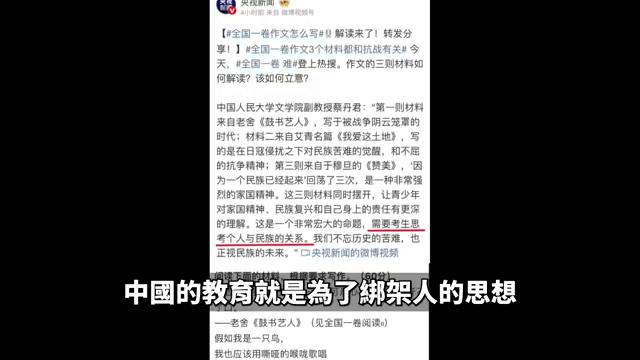 央视新闻
4小时前 来自 微博视频号
【#全国一卷作文怎么写# 解读来了！转发分
享！】#全国一卷作文3个材料都和抗战有关# 今
天，#全国一卷 难#登上热搜。作文的三则材料如
何解读？该如何立意？
中国人民大学文学院副教授蔡丹君：“第一则材料
来自老舍《鼓书艺人》，写于被战争阴云笼罩的
时代；材料二来自艾青名篇《我爱这土地》，写
的是在日寇侵扰之下对民族苦难的觉醒，和不屈
的抗争精神；第三则来自于穆旦的《赞美》，‘因
为一个民族已经起来’回荡了三次，是一种非常强
烈的家国精神。这三则材料同时摆开，让青少年
对家国精神、民族复兴和自己身上的责任有更深
的理解。这是一个非常宏大的命题，需要考生思
考个人与民族的关系。我们不忘历史的苦难，也
正视民族的未来。” 央视新闻的微博视频
阅读下面的材料，根据要求写作。（60分）
中國的教育就是為了綁架人的思想
——老舍《鼓书艺人》（见全国一卷阅读
假如我是一只鸟，
我也应该用嘶哑的喉咙歌唱